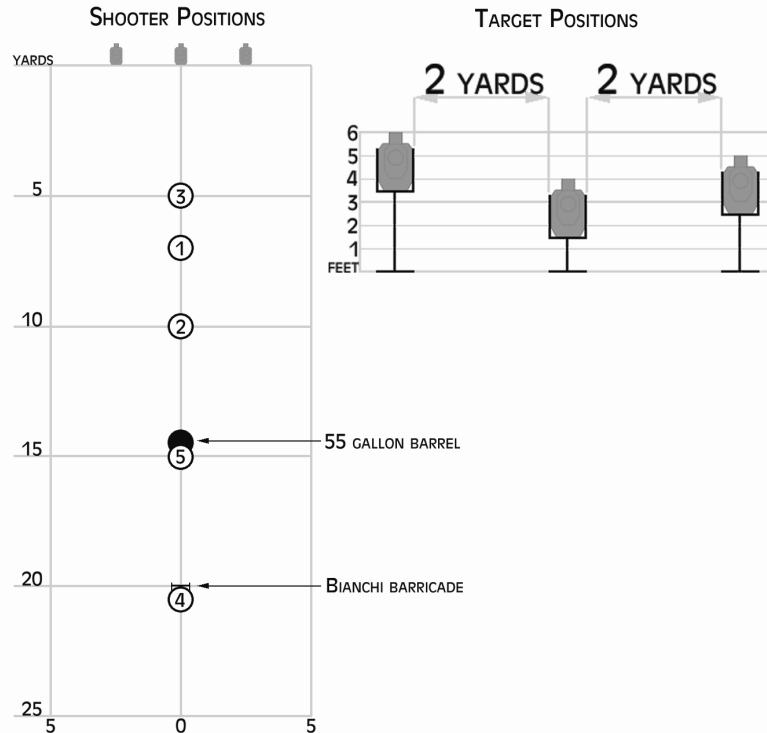 Shooter Positions
YARDS
5
3
1
10
2
15
5
55 GALLON BARREL
20
4
BIANCHI BARRICADE
25
5 0 5
Target Positions
2 YARDS 2 YARDS
6
5
4
3
2
1
FEET